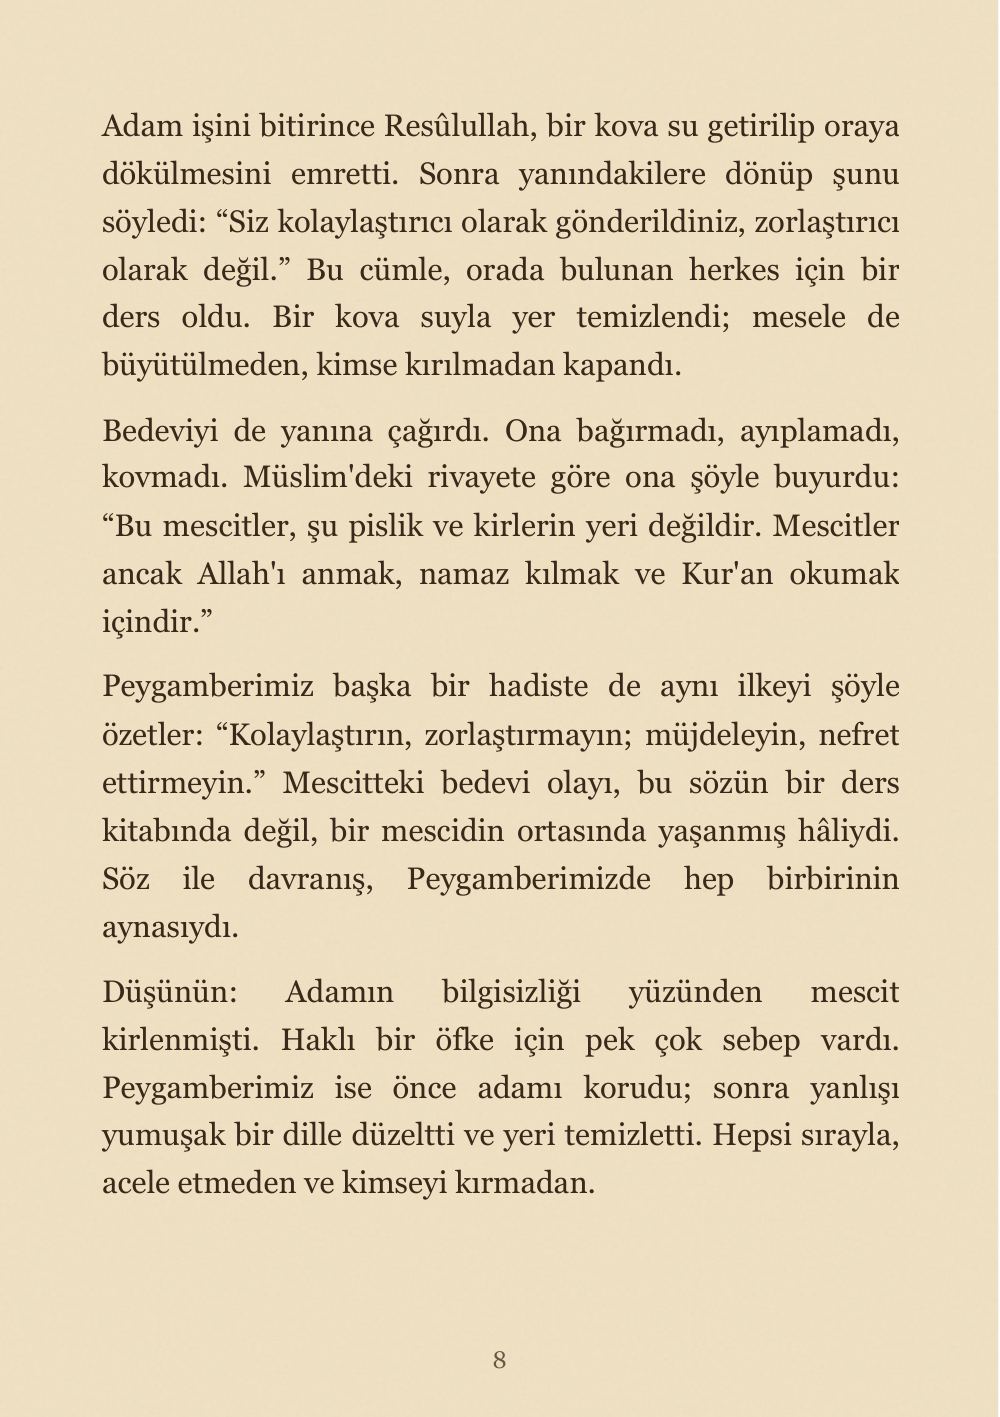 Adam işini bitirince Resûlullah, bir kova su getirilip oraya
dökülmesini emretti. Sonra yanındakilere dönüp şunu
söyledi: “Siz kolaylaştırıcı olarak gönderildiniz, zorlaştırıcı
olarak değil.” Bu cümle, orada bulunan herkes için bir
ders oldu. Bir kova suyla yer temizlendi; mesele de
büyütülmeden, kimse kırılmadan kapandı.
Bedeviyi de yanına çağırdı. Ona bağırmadı, ayıplamadı,
kovmadı. Müslim'deki rivayete göre ona şöyle buyurdu:
“Bu mescitler, şu pislik ve kirlerin yeri değildir. Mescitler
ancak Allah'ı anmak, namaz kılmak ve Kur'an okumak
içindir.”
Peygamberimiz başka bir hadiste de aynı ilkeyi şöyle
özetler: “Kolaylaştırın, zorlaştırmayın; müjdeleyin, nefret
ettirmeyin.” Mescitteki bedevi olayı, bu sözün bir ders
kitabında değil, bir mescidin ortasında yaşanmış hâliydi.
Söz ile davranış, Peygamberimizde hep birbirinin
aynasıydı.
Düşünün: Adamın bilgisizliği yüzünden mescit
kirlenmişti. Haklı bir öfke için pek çok sebep vardı.
Peygamberimiz ise önce adamı korudu; sonra yanlışı
yumuşak bir dille düzeltti ve yeri temizletti. Hepsi sırayla,
acele etmeden ve kimseyi kırmadan.
8